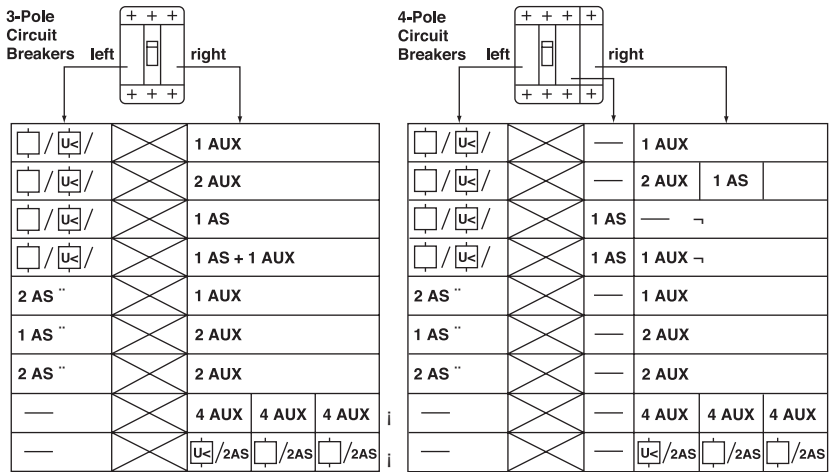 3-Pole
Circuit
Breakers left right
+ + +
+ + +
/ U< / 1 AUX
/ U< / 2 AUX
/ U< / 1 AS
/ U< / 1 AS + 1 AUX
2 AS ¨ 1 AUX
1 AS ¨ 2 AUX
2 AS ¨ 2 AUX
— 4 AUX 4 AUX 4 AUX ¡
— U< /2AS /2AS /2AS ¡
4-Pole
Circuit
Breakers left right
+ + + +
+ + + +
/ U< / — 1 AUX
/ U< / — 2 AUX 1 AS
/ U< / 1 AS — ¬
/ U< / 1 AS 1 AUX ¬
2 AS ¨ — 1 AUX
1 AS ¨ — 2 AUX
2 AS ¨ — 2 AUX
— — 4 AUX 4 AUX 4 AUX
— — U< /2AS /2AS /2AS